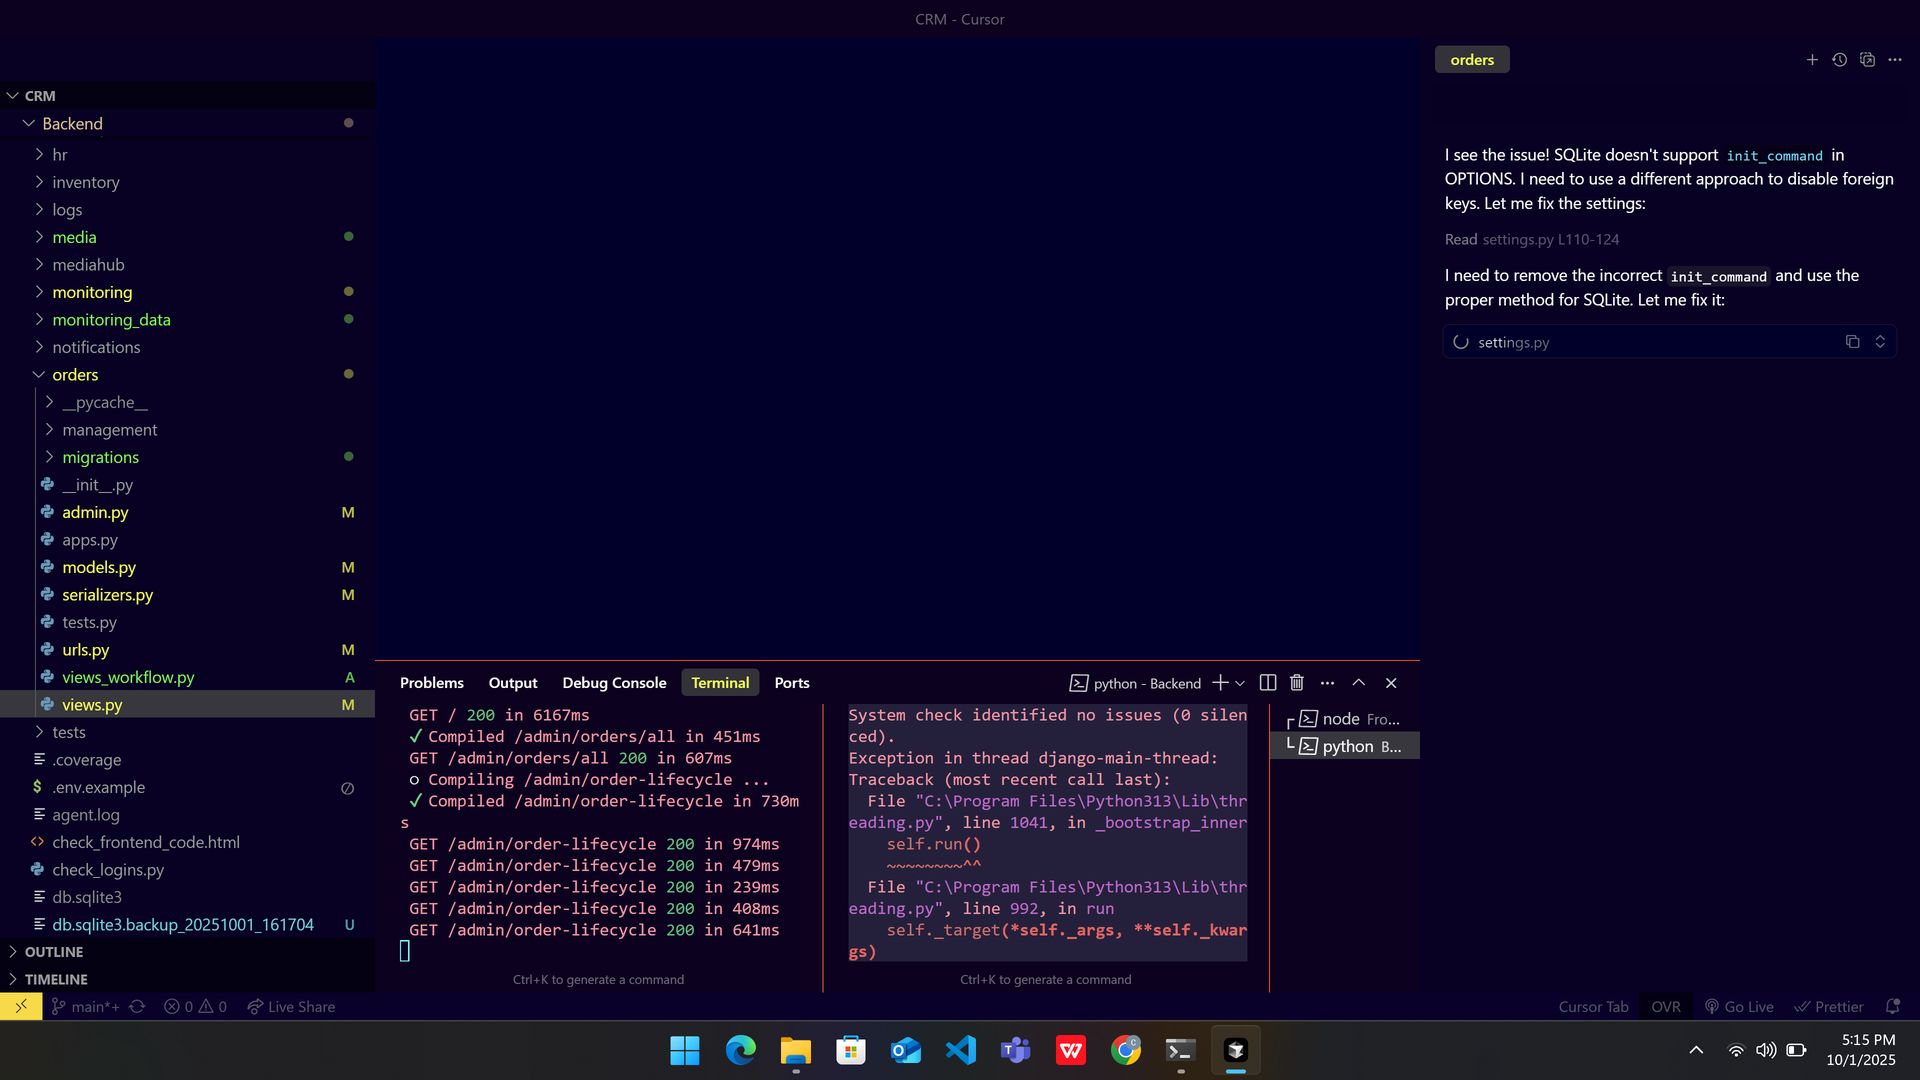 CRM - Cursor
CRM
Backend
hr
inventory
logs
media
mediahub
monitoring
monitoring_data
notifications
orders
__pycache__
management
migrations
__init__.py
admin.py M
apps.py
models.py M
serializers.py M
tests.py
urls.py M
views_workflow.py A
views.py M
tests
.coverage
$ .env.example
agent.log
<> check_frontend_code.html
check_logins.py
db.sqlite3
db.sqlite3.backup_20251001_161704 U
OUTLINE
TIMELINE
Problems Output Debug Console Terminal Ports
python - Backend
GET / 200 in 6167ms
✓ Compiled /admin/orders/all in 451ms
GET /admin/orders/all 200 in 607ms
○ Compiling /admin/order-lifecycle ...
✓ Compiled /admin/order-lifecycle in 730m
s
GET /admin/order-lifecycle 200 in 974ms
GET /admin/order-lifecycle 200 in 479ms
GET /admin/order-lifecycle 200 in 239ms
GET /admin/order-lifecycle 200 in 408ms
GET /admin/order-lifecycle 200 in 641ms
Ctrl+K to generate a command
System check identified no issues (0 silen
ced).
Exception in thread django-main-thread:
Traceback (most recent call last):
File "C:\Program Files\Python313\Lib\thr
eading.py", line 1041, in _bootstrap_inner
self.run()
~~~~~~~~^^
File "C:\Program Files\Python313\Lib\thr
eading.py", line 992, in run
self._target(*self._args, **self._kwar
gs)
Ctrl+K to generate a command
node Fro...
python B...
orders
I see the issue! SQLite doesn't support init_command in
OPTIONS. I need to use a different approach to disable foreign
keys. Let me fix the settings:
Read settings.py L110-124
I need to remove the incorrect init_command and use the
proper method for SQLite. Let me fix it:
settings.py
main*+ 0 0 Live Share
Cursor Tab OVR Go Live Prettier
5:15 PM
10/1/2025